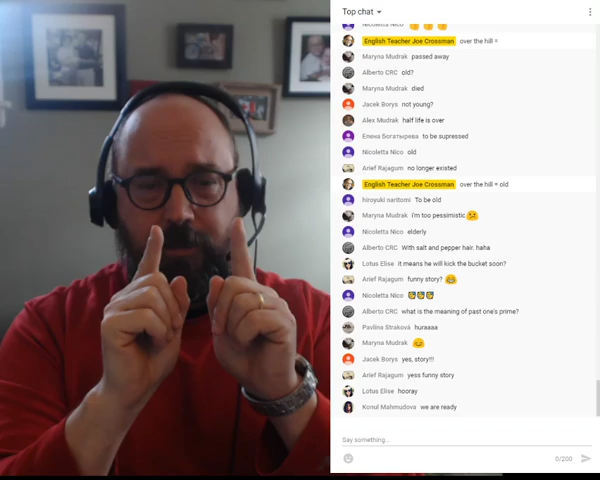 Top chat
Nicoletta Nico
English Teacher Joe Crossman over the hill =
Maryna Mudrak passed away
Alberto CRC old?
Maryna Mudrak died
Jacek Borys not young?
Alex Mudrak half life is over
Елена Богатырева to be supressed
Nicoletta Nico old
Arief Rajagum no longer existed
English Teacher Joe Crossman over the hill = old
hiroyuki naritomi To be old
Maryna Mudrak i'm too pessimistic
Nicoletta Nico elderly
Alberto CRC With salt and pepper hair. haha
Lotus Elise it means he will kick the bucket soon?
Arief Rajagum funny story?
Nicoletta Nico
Alberto CRC what is the meaning of past one's prime?
Pavlína Straková huraaaa
Maryna Mudrak
Jacek Borys yes, story!!!
Arief Rajagum yess funny story
Lotus Elise hooray
Konul Mahmudova we are ready
Say something...
0/200